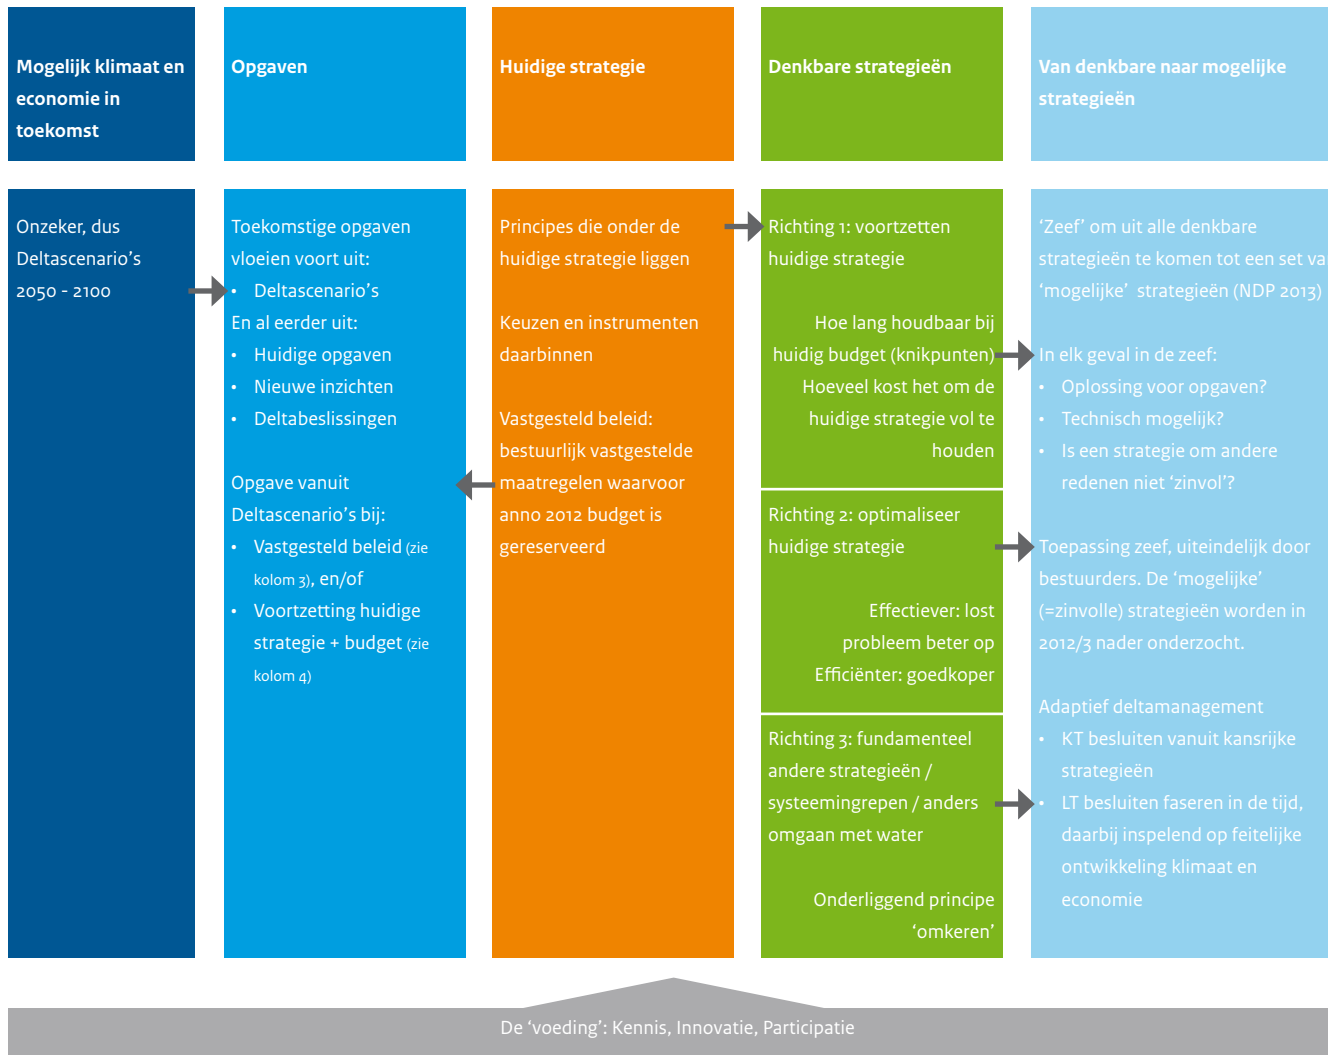 Mogelijk klimaat en
economie in
toekomst
Opgaven
Huidige strategie
Denkbare strategieën
Van denkbare naar mogelijke
strategieën
Onzeker, dus
Deltascenario’s
2050 - 2100
Toekomstige opgaven
vloeien voort uit:
• Deltascenario’s
En al eerder uit:
• Huidige opgaven
• Nieuwe inzichten
• Deltabeslissingen
Opgave vanuit
Deltascenario’s bij:
• Vastgesteld beleid (zie
kolom 3), en/of
• Voortzetting huidige
strategie + budget (zie
kolom 4)
Principes die onder de
huidige strategie liggen
Keuzen en instrumenten
daarbinnen
Vastgesteld beleid:
bestuurlijk vastgestelde
maatregelen waarvoor
anno 2012 budget is
gereserveerd
Richting 1: voortzetten
huidige strategie
Hoe lang houdbaar bij
huidig budget (knikpunten)
Hoeveel kost het om de
huidige strategie vol te
houden
Richting 2: optimaliseer
huidige strategie
Effectiever: lost
probleem beter op
Efficiënter: goedkoper
Richting 3: fundamenteel
andere strategieën /
systeemingrepen / anders
omgaan met water
Onderliggend principe
‘omkeren’
‘Zeef’ om uit alle denkbare
strategieën te komen tot een set va
‘mogelijke’ strategieën (NDP 2013)
In elk geval in de zeef:
• Oplossing voor opgaven?
• Technisch mogelijk?
• Is een strategie om andere
redenen niet ‘zinvol’?
Toepassing zeef, uiteindelijk door
bestuurders. De ‘mogelijke’
(=zinvolle) strategieën worden in
2012/3 nader onderzocht.
Adaptief deltamanagement
• KT besluiten vanuit kansrijke
strategieën
• LT besluiten faseren in de tijd,
daarbij inspelend op feitelijke
ontwikkeling klimaat en
economie
De ‘voeding’: Kennis, Innovatie, Participatie